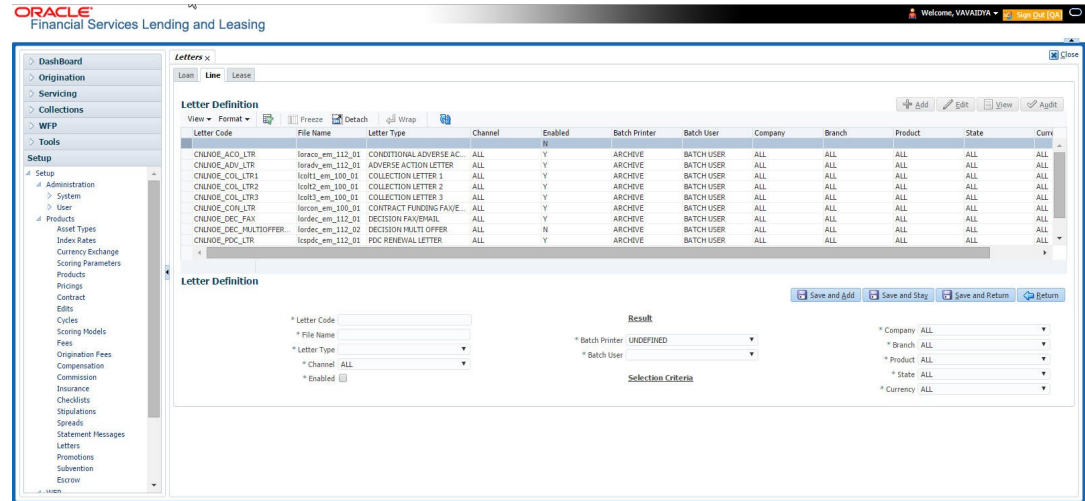 ORACLE®
Financial Services Lending and Leasing
Welcome, VAVAIDYA
Sign Out [QA]
DashBoard
Origination
Servicing
Collections
WFP
Tools
Setup
Setup
Administration
System
User
Products
Asset Types
Index Rates
Currency Exchange
Scoring Parameters
Products
Pricings
Contract
Edits
Cycles
Scoring Models
Fees
Origination Fees
Compensation
Commission
Insurance
Checklists
Stipulations
Spreads
Statement Messages
Letters
Promotions
Subvention
Escrow
WFP
Letters x
Close
Loan Line Lease
Letter Definition
Add Edit View Audit
View Format Freeze Detach Wrap
Letter Code File Name Letter Type Channel Enabled Batch Printer Batch User Company Branch Product State Curre
N
CNLNOE_ACO_LTR loraco_em_112_01 CONDITIONAL ADVERSE AC... ALL Y ARCHIVE BATCH USER ALL ALL ALL ALL ALL
CNLNOE_ADV_LTR loradv_em_112_01 ADVERSE ACTION LETTER ALL Y ARCHIVE BATCH USER ALL ALL ALL ALL ALL
CNLNOE_COL_LTR1 lcolt1_em_100_01 COLLECTION LETTER 1 ALL Y ARCHIVE BATCH USER ALL ALL ALL ALL ALL
CNLNOE_COL_LTR2 lcolt2_em_100_01 COLLECTION LETTER 2 ALL Y ARCHIVE BATCH USER ALL ALL ALL ALL ALL
CNLNOE_COL_LTR3 lcolt3_em_100_01 COLLECTION LETTER 3 ALL Y ARCHIVE BATCH USER ALL ALL ALL ALL ALL
CNLNOE_CON_LTR lorcon_em_100_01 CONTRACT FUNDING FAX/E... ALL Y ARCHIVE BATCH USER ALL ALL ALL ALL ALL
CNLNOE_DEC_FAX lordec_em_112_01 DECISION FAX/EMAIL ALL Y ARCHIVE BATCH USER ALL ALL ALL ALL ALL
CNLNOE_DEC_MULTIOFFER... lordec_em_112_02 DECISION MULTI OFFER ALL N ARCHIVE BATCH USER ALL ALL ALL ALL ALL
CNLNOE_PDC_LTR lcspdc_em_112_01 PDC RENEWAL LETTER ALL Y ARCHIVE BATCH USER ALL ALL ALL ALL ALL
Letter Definition
Save and Add Save and Stay Save and Return Return
* Letter Code
* File Name
* Letter Type
* Channel ALL
* Enabled
Result
* Batch Printer UNDEFINED
* Batch User
Selection Criteria
* Company ALL
* Branch ALL
* Product ALL
* State ALL
* Currency ALL